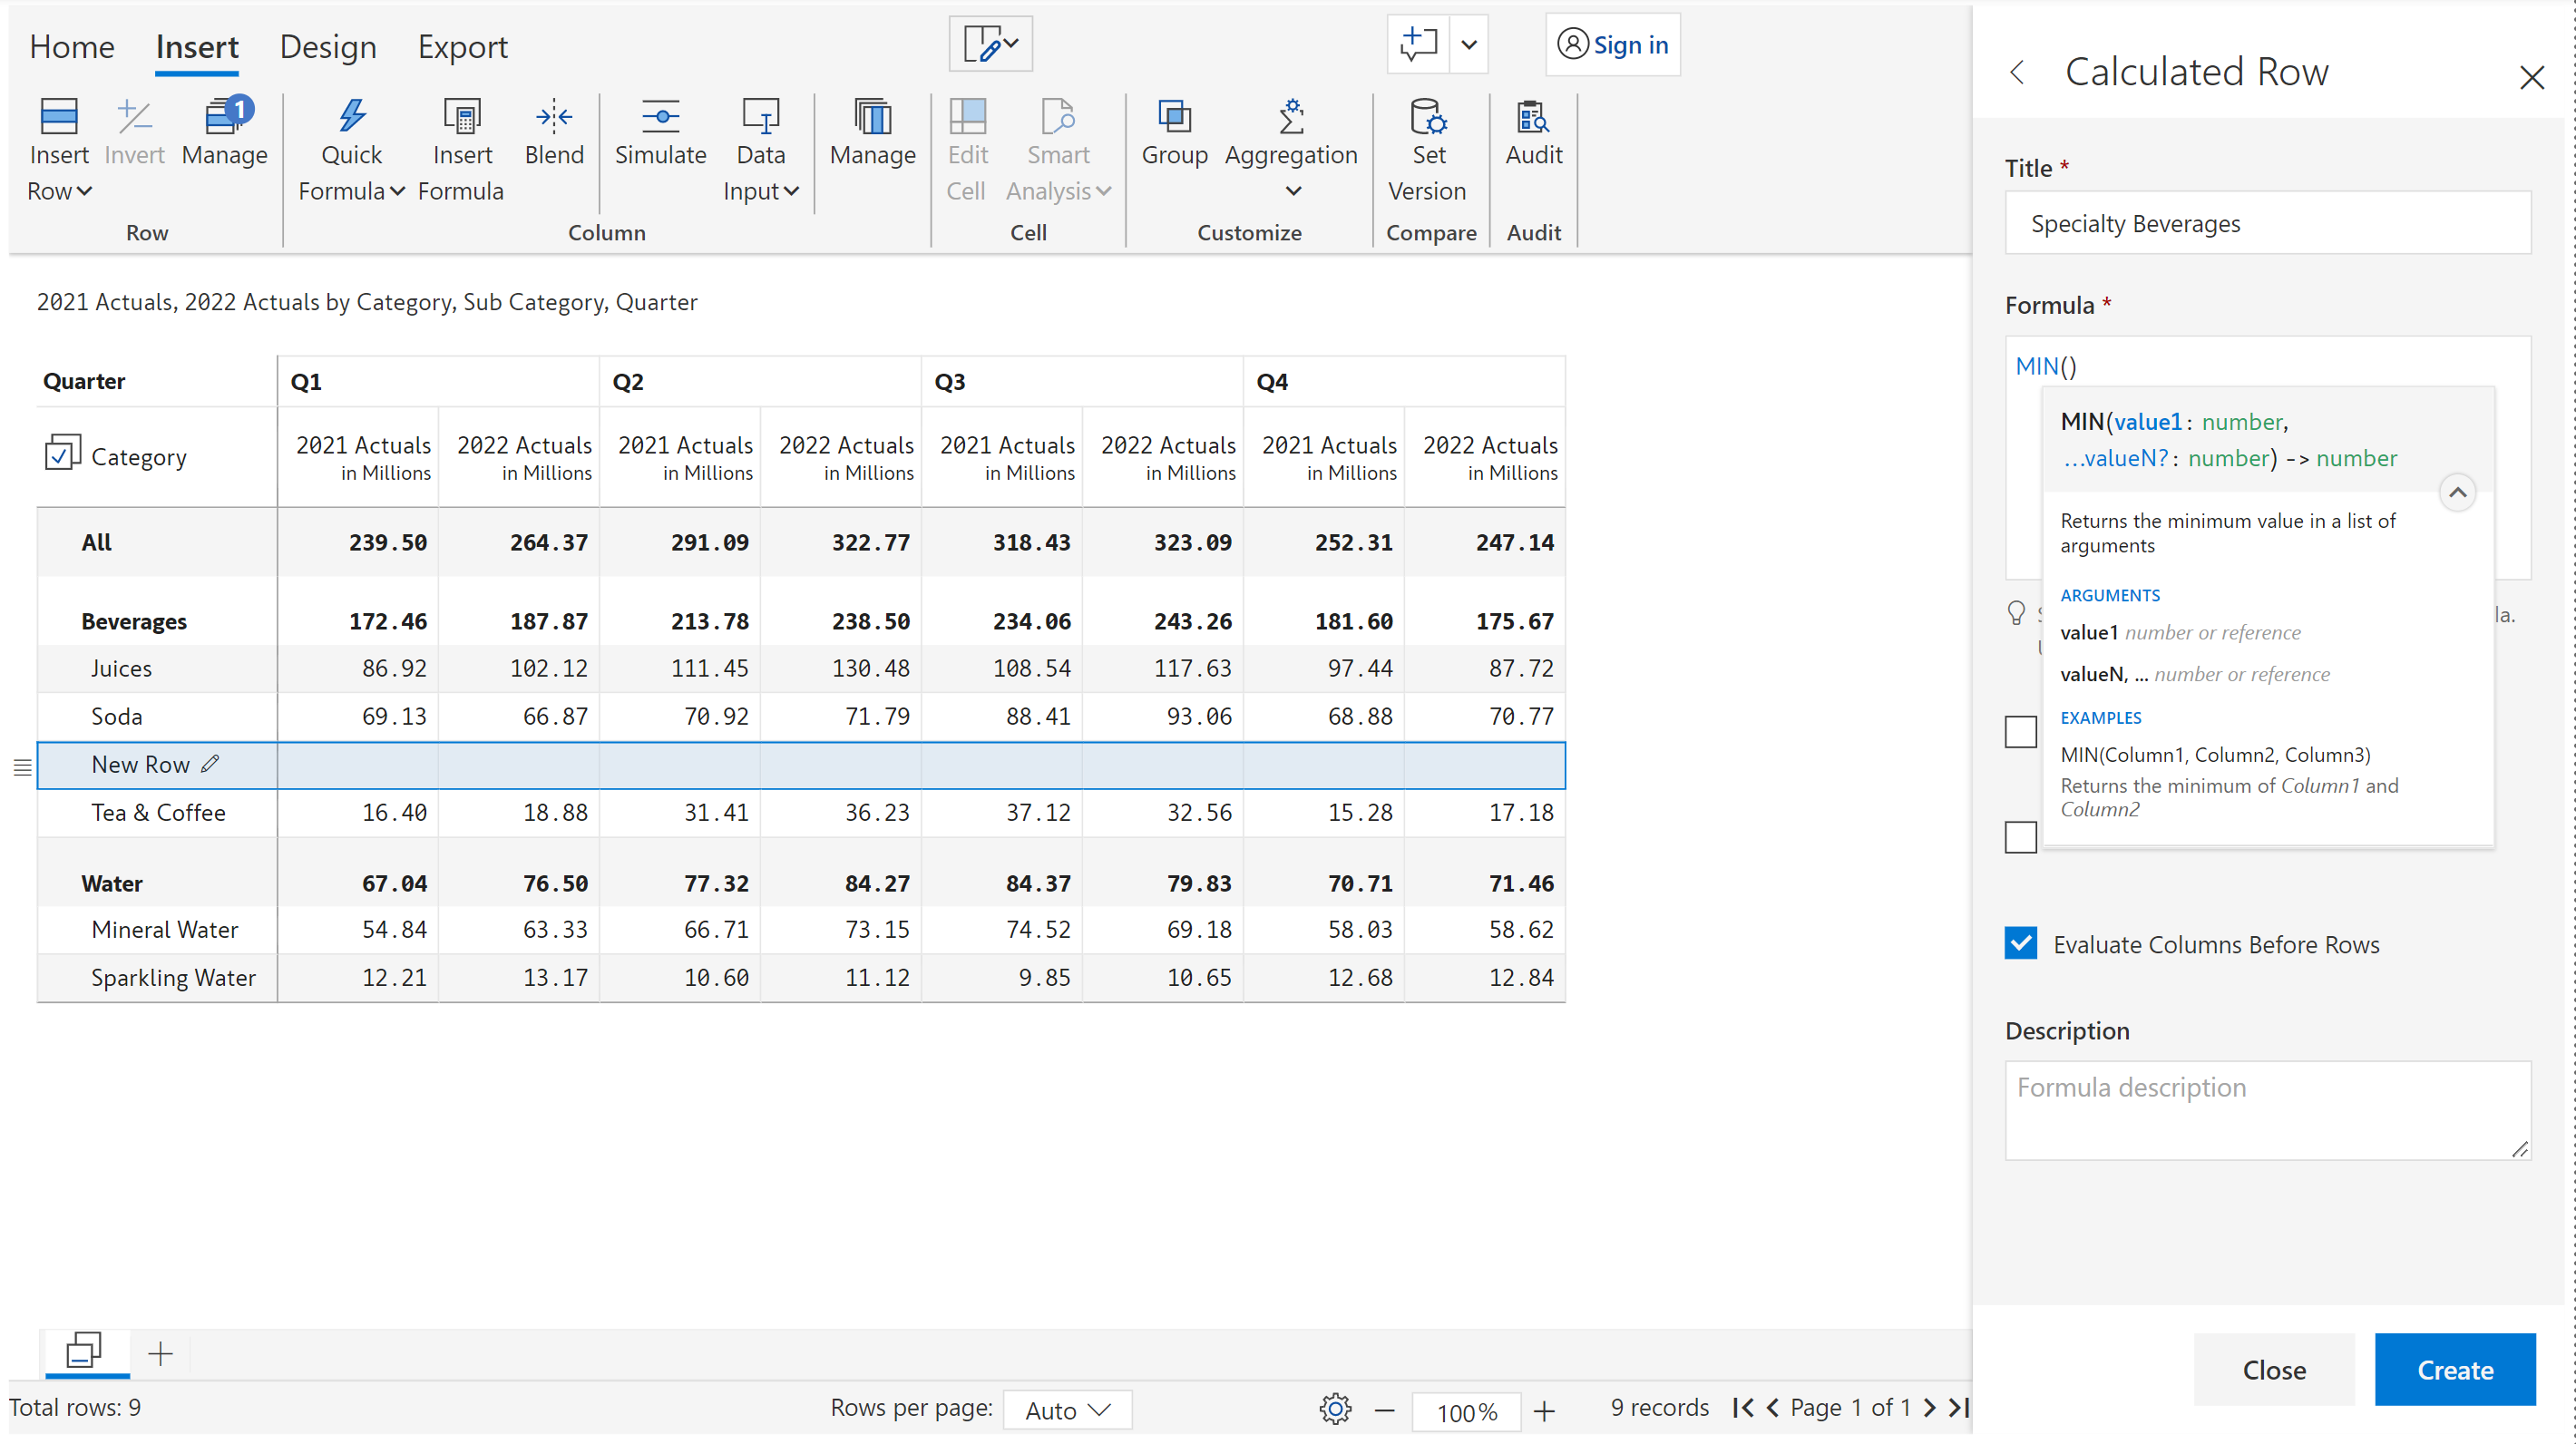 Home Insert Design Export Sign in
Insert Row Invert Manage 1
Row
Quick Formula Insert Formula Blend Simulate Data Input Manage
Column
Edit Cell Smart Analysis
Cell
Group Aggregation
Customize
Set Version
Compare
Audit
Audit
2021 Actuals, 2022 Actuals by Category, Sub Category, Quarter
Quarter Q1 Q2 Q3 Q4
Category 2021 Actuals 2022 Actuals 2021 Actuals 2022 Actuals 2021 Actuals 2022 Actuals 2021 Actuals 2022 Actuals
in Millions in Millions in Millions in Millions in Millions in Millions in Millions in Millions
All 239.50 264.37 291.09 322.77 318.43 323.09 252.31 247.14
Beverages 172.46 187.87 213.78 238.50 234.06 243.26 181.60 175.67
Juices 86.92 102.12 111.45 130.48 108.54 117.63 97.44 87.72
Soda 69.13 66.87 70.92 71.79 88.41 93.06 68.88 70.77
New Row
Tea & Coffee 16.40 18.88 31.41 36.23 37.12 32.56 15.28 17.18
Water 67.04 76.50 77.32 84.27 84.37 79.83 70.71 71.46
Mineral Water 54.84 63.33 66.71 73.15 74.52 69.18 58.03 58.62
Sparkling Water 12.21 13.17 10.60 11.12 9.85 10.65 12.68 12.84
Total rows: 9 Rows per page: Auto 100% 9 records Page 1 of 1
Calculated Row
Title *
Specialty Beverages
Formula *
MIN()
MIN(value1: number,
...valueN?: number) -> number
Returns the minimum value in a list of
arguments
ARGUMENTS
value1 number or reference
valueN, ... number or reference
EXAMPLES
MIN(Column1, Column2, Column3)
Returns the minimum of Column1 and
Column2
la.
Evaluate Columns Before Rows
Description
Formula description
Close Create